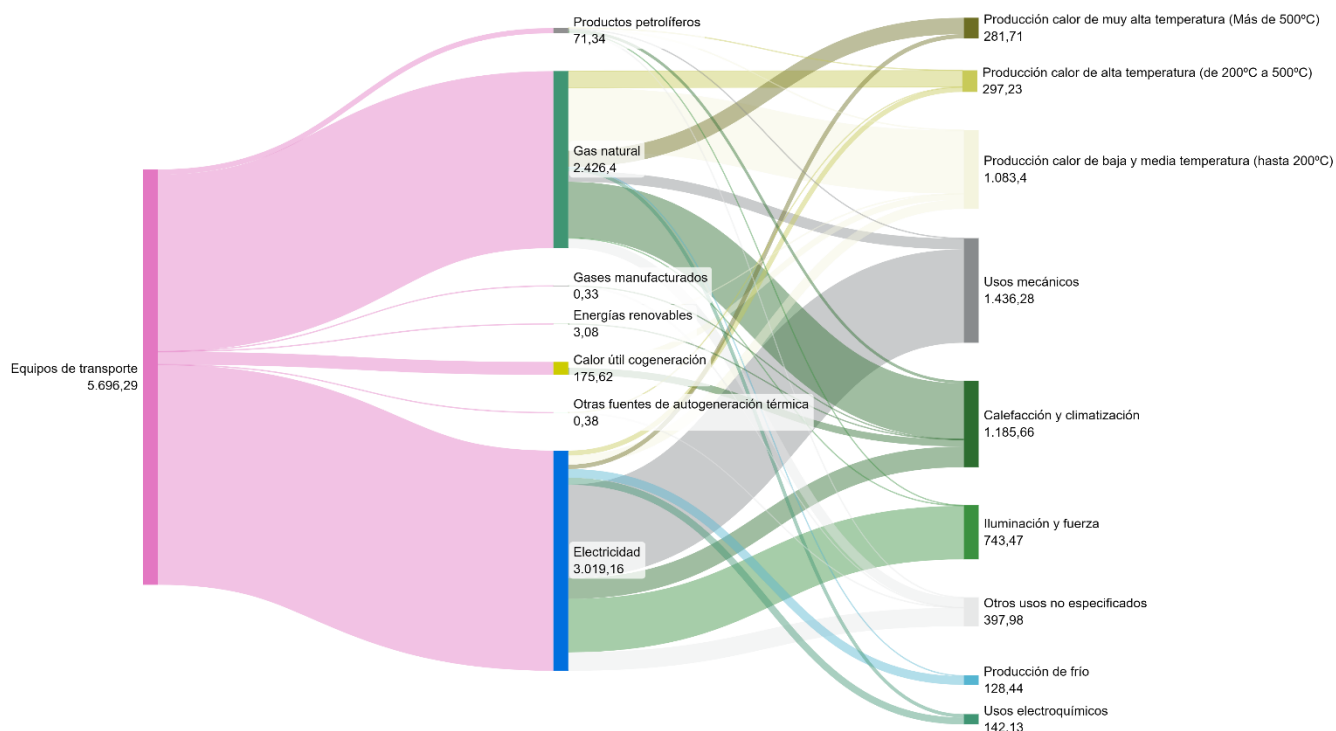 Equipos de transporte
5.696,29
Productos petrolíferos
71,34
Gas natural
2.426,4
Gases manufacturados
0,33
Energías renovables
3,08
Calor útil cogeneración
175,62
Otras fuentes de autogeneración térmica
0,38
Electricidad
3.019,16
Producción calor de muy alta temperatura (Más de 500ºC)
281,71
Producción calor de alta temperatura (de 200ºC a 500ºC)
297,23
Producción calor de baja y media temperatura (hasta 200ºC)
1.083,4
Usos mecánicos
1.436,28
Calefacción y climatización
1.185,66
Iluminación y fuerza
743,47
Otros usos no especificados
397,98
Producción de frío
128,44
Usos electroquímicos
142,13